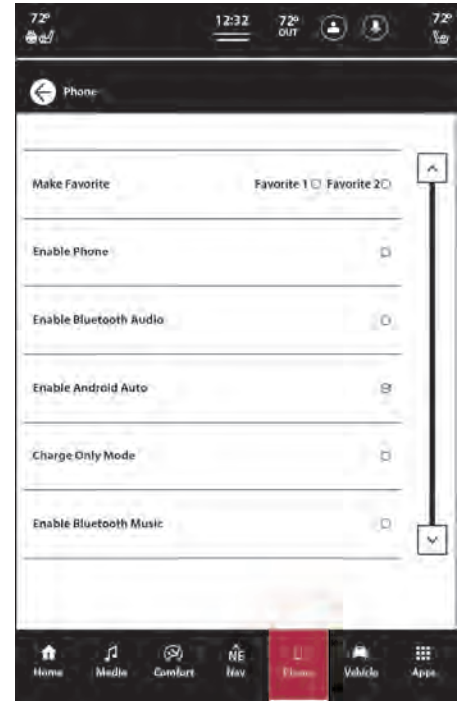 72° 12:32 72° 72°
OUT
Phone
Make Favorite Favorite 1 Favorite 2
Enable Phone
Enable Bluetooth Audio
Enable Android Auto
Charge Only Mode
Enable Bluetooth Music
NE
Home Media Comfort Nav Phone Vehicle Apps